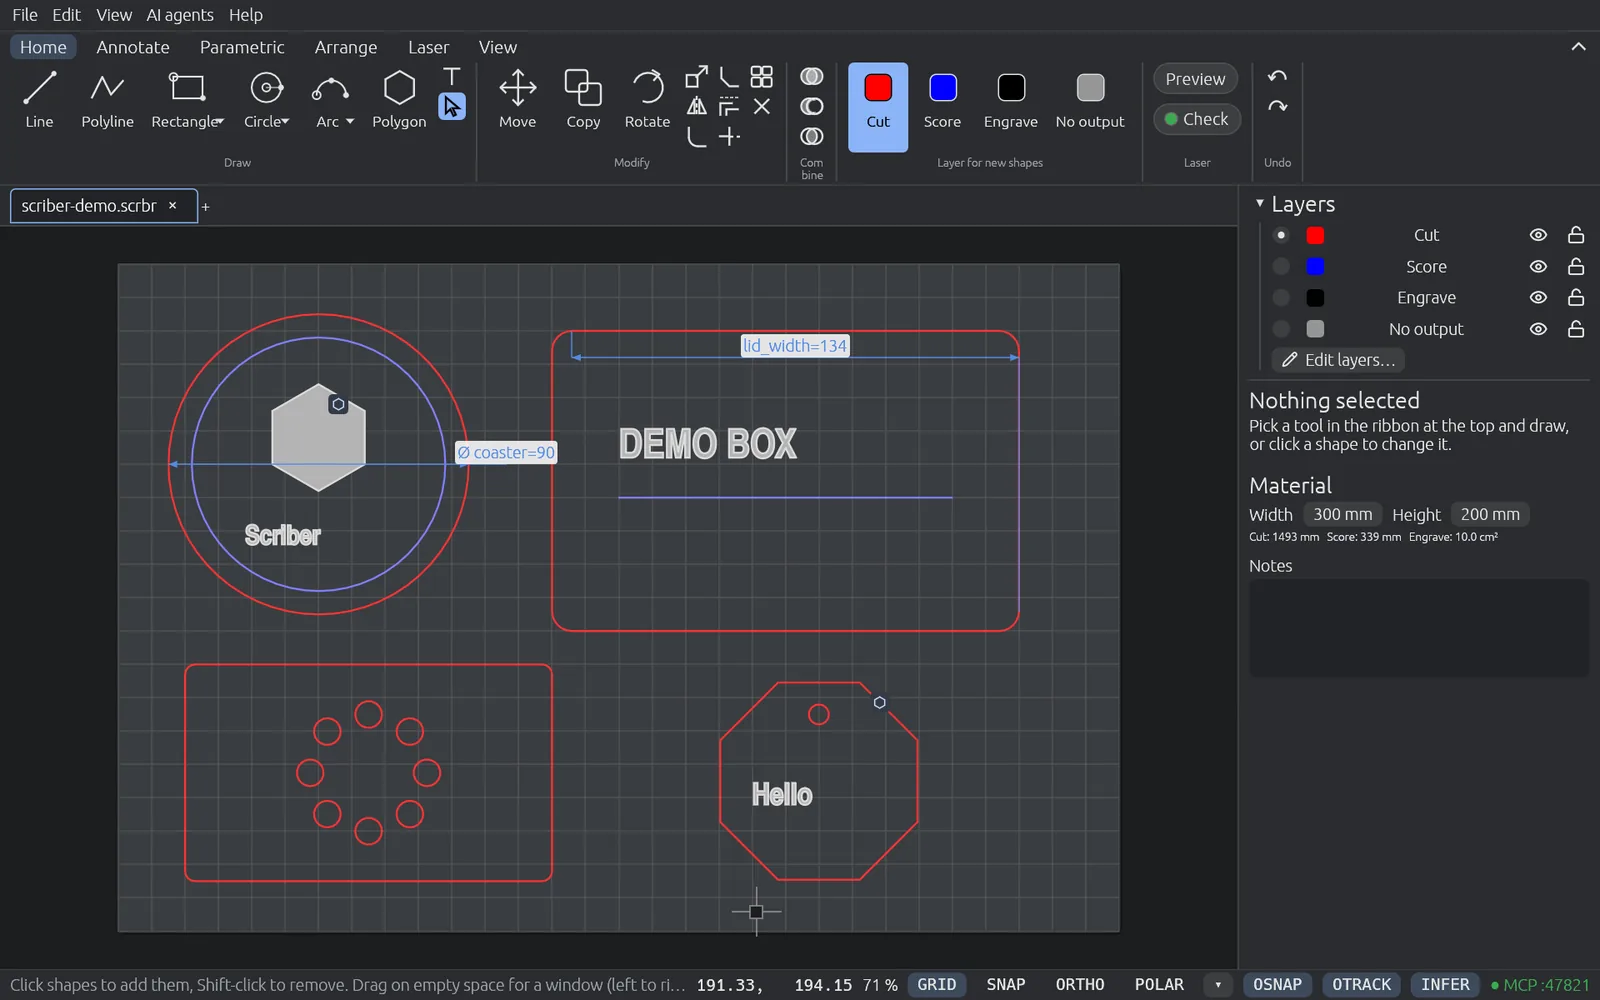 File Edit View AI agents Help
Home Annotate Parametric Arrange Laser View
Line Polyline Rectangle Circle Arc Polygon T
Move Copy Rotate
Cut Score Engrave No output
Preview
Check
Draw Modify Com
bine
Layer for new shapes Laser Undo
scriber-demo.scrbr × +
lid_width=134
DEMO BOX
Ø coaster=90
Scriber
Hello
Layers
Cut
Score
Engrave
No output
Edit layers…
Nothing selected
Pick a tool in the ribbon at the top and draw,
or click a shape to change it.
Material
Width 300 mm Height 200 mm
Cut: 1493 mm Score: 339 mm Engrave: 10.0 cm²
Notes
Click shapes to add them, Shift-click to remove. Drag on empty space for a window (left to ri… 191.33, 194.15 71 % GRID SNAP ORTHO POLAR OSNAP OTRACK INFER MCP :47821